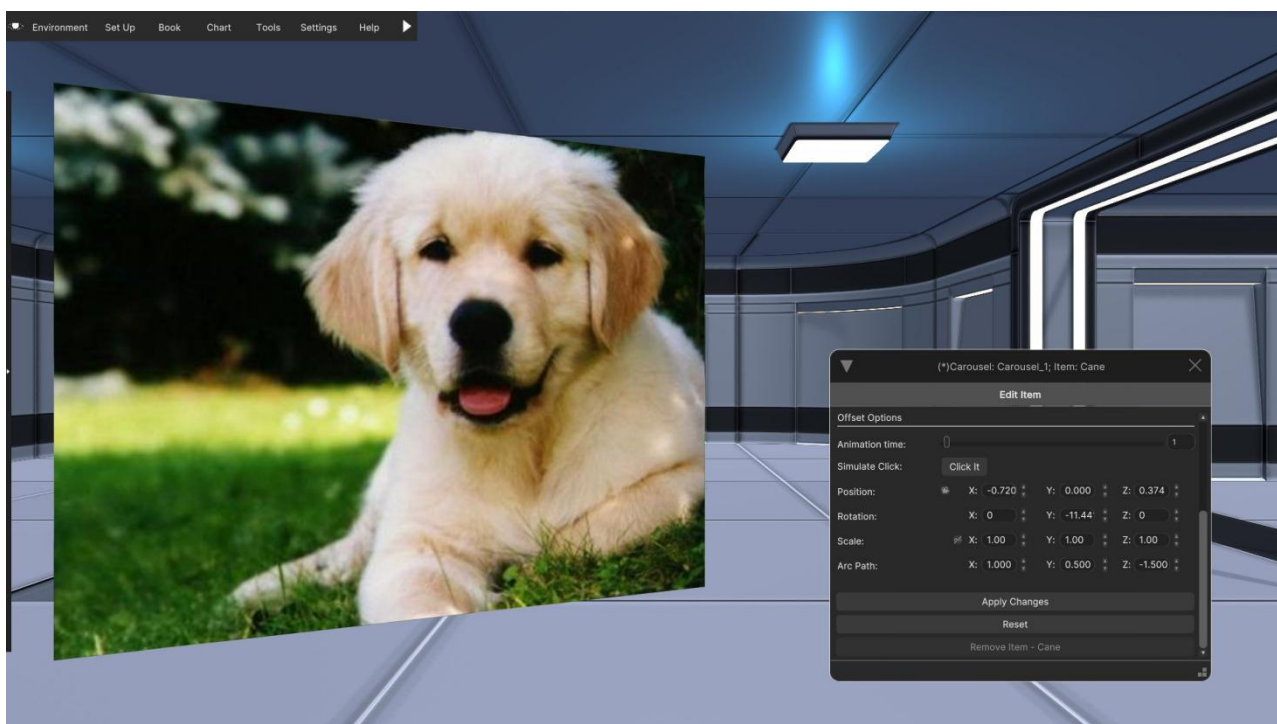 Environment Set Up Book Chart Tools Settings Help
(*)Carousel: Carousel_1; Item: Cane
Edit Item
Offset Options
Animation time: 1
Simulate Click: Click It
Position: X: -0.720 Y: 0.000 Z: 0.374
Rotation: X: 0 Y: -11.44 Z: 0
Scale: X: 1.00 Y: 1.00 Z: 1.00
Arc Path: X: 1.000 Y: 0.500 Z: -1.500
Apply Changes
Reset
Remove Item - Cane